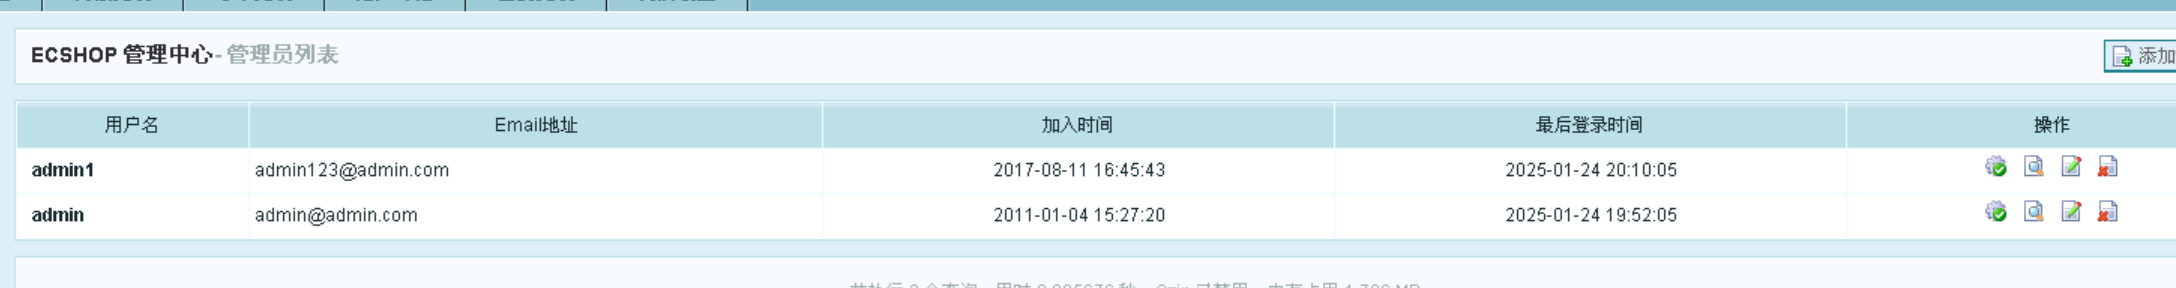 ECSHOP 管理中心 - 管理员列表
添加
用户名 Email地址 加入时间 最后登录时间 操作
admin1 admin123@admin.com 2017-08-11 16:45:43 2025-01-24 20:10:05
admin admin@admin.com 2011-01-04 15:27:20 2025-01-24 19:52:05